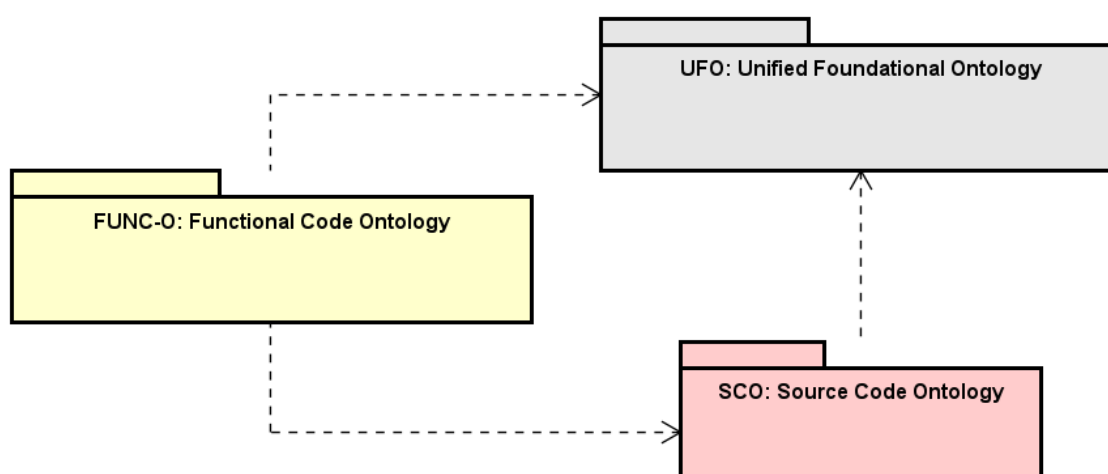 UFO: Unified Foundational Ontology
FUNC-O: Functional Code Ontology
SCO: Source Code Ontology